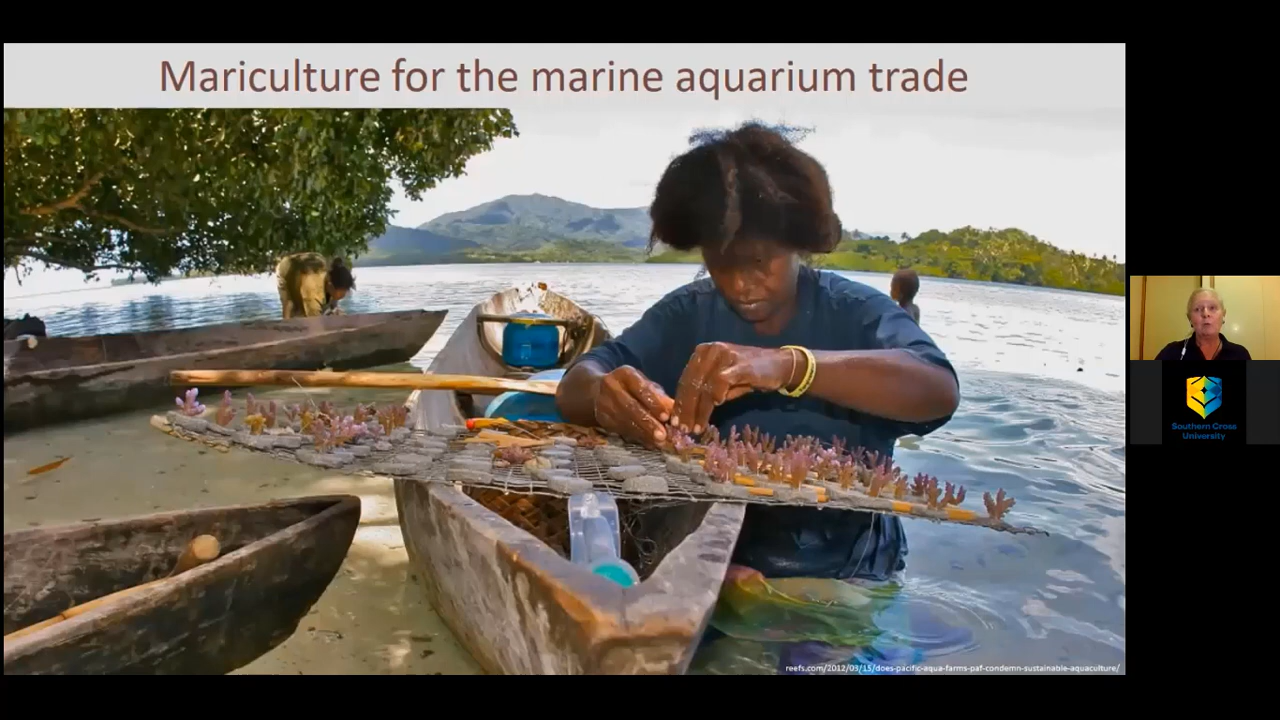 Mariculture for the marine aquarium trade
Southern Cross
University
reefs.com/2012/03/15/does-pacific-aqua-farms-paf-condemn-sustainable-aquaculture/